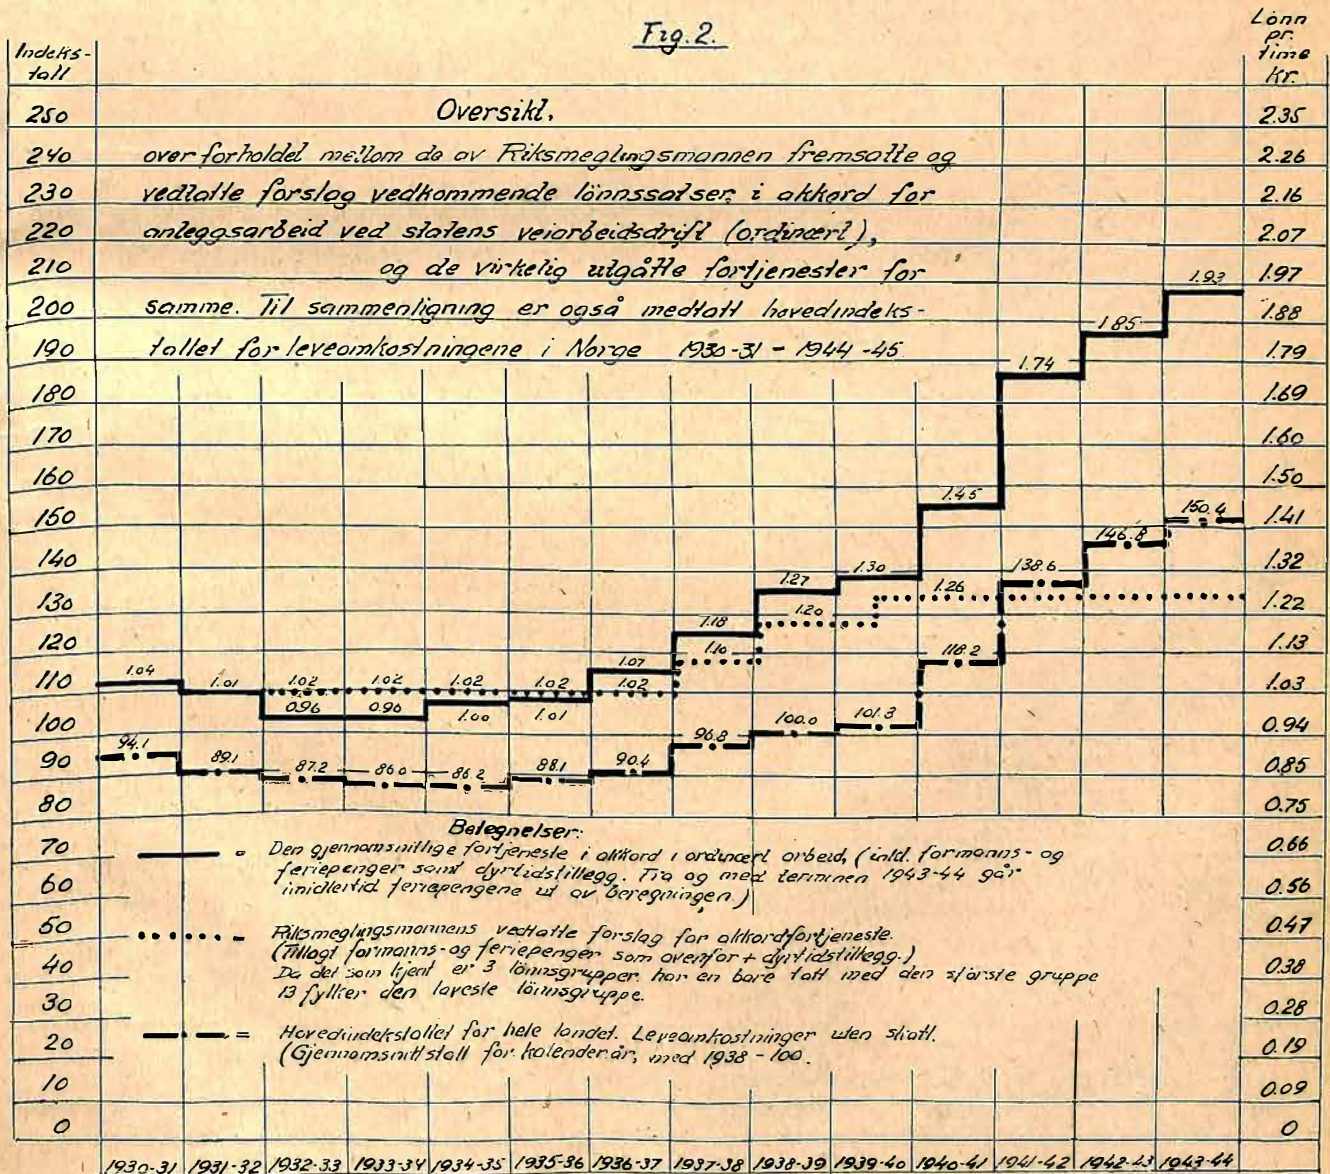 Fig. 2.
Indeks-
tall
Lönn
pr.
time
Kr.
250 Oversikt, 2.35
240 over forholdet mellom de av Riksmeglingsmannen fremsatte og 2.26
230 vedtatte forslag vedkommende lönnssatser, i akkord for 2.16
220 anleggsarbeid ved statens veiarbeidsdrift (ordinært), 2.07
210 og de virkelig utgåtte fortjenester for 1.97
200 samme. Til sammenligning er også medtatt hovedindeks- 1.88
190 tallet for leveomkostningene i Norge 1930-31 - 1944-45 1.79
180 1.69
170 1.60
160 1.50
150 1.41
140 1.32
130 1.22
120 1.13
110 1.03
100 0.94
90 0.85
80 0.75
70 0.66
60 0.56
50 0.47
40 0.38
30 0.28
20 0.19
10 0.09
0 0
1.04 1.01 0.96 0.96 1.00 1.01 1.07 1.18 1.27 1.30 1.45 1.74 1.85 1.93
1.02 1.02 1.02 1.02 1.02 1.10 1.20 1.26
94.1 89.1 87.2 86.0 86.2 88.1 90.4 96.8 100.0 101.3 118.2 138.6 146.8 150.4
Betegnelser:
= Den gjennomsnittlige fortjeneste i akkord i ordinært arbeid, (inkl. formanns- og
feriepenger samt dyrtidstillegg. Fra og med terminen 1943-44 går
imidlertid feriepengene ut av beregningen.)
Riksmeglingsmannens vedtatte forslag for akkordfortjeneste.
(Tillagt formanns- og feriepenger som ovenfor + dyrtidstillegg.)
Da det som kjent er 3 lönnsgrupper har en bare tatt med den störste gruppe
13 fylker den laveste lönnsgruppe.
= Hovedindekstallet for hele landet. Leveomkostninger uten skatt.
(Gjennomsnittstall for kalenderår, med 1938 - 100.
1930-31 1931-32 1932-33 1933-34 1934-35 1935-36 1936-37 1937-38 1938-39 1939-40 1940-41 1941-42 1942-43 1943-44